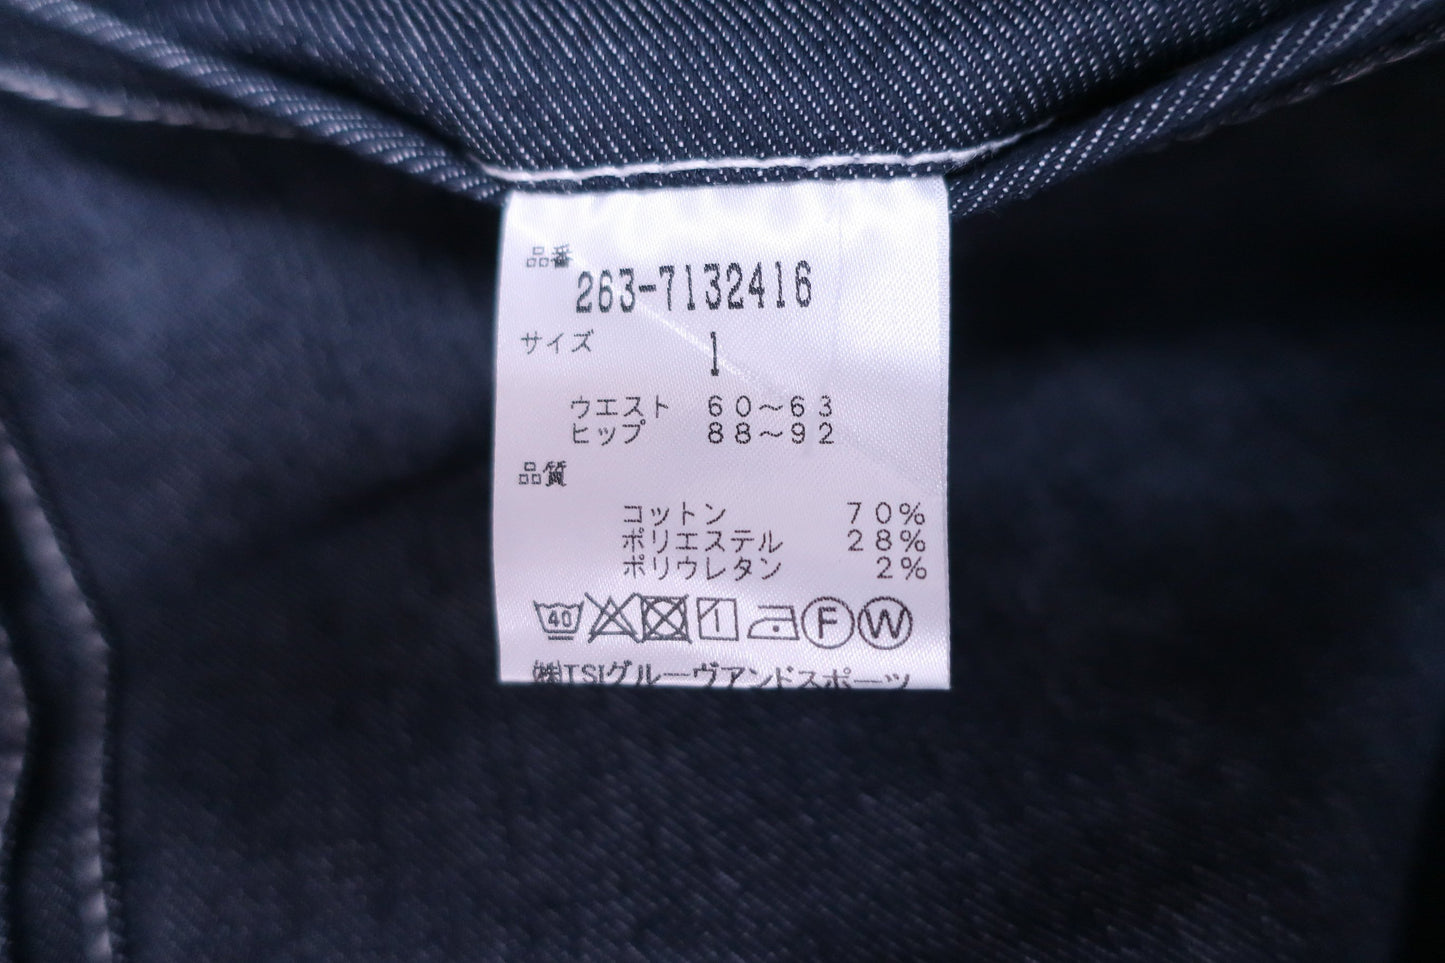 品番
263-7132416
サイズ 1
ウエスト 60～63
ヒップ 88～92
品質
コットン 70%
ポリエステル 28%
ポリウレタン 2%
40 F W
㈱TSIグルーヴアンドスポーツ